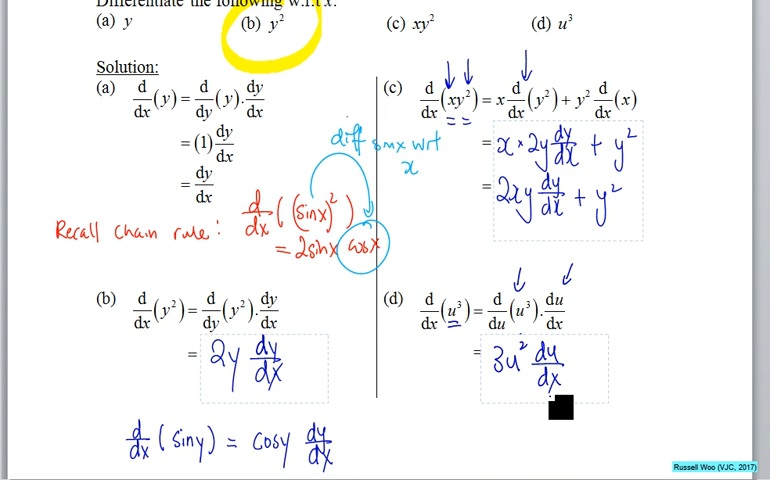 Differentiate the following w.r.t x:
(a) y (b) y² (c) xy² (d) u³
Solution:
(a) d/dx (y) = d/dy (y) . dy/dx
= (1) dy/dx
= dy/dx
diff sinx wrt
x
Recall chain rule: d/dx ( (sinx)² )
= 2sinx cosx
(b) d/dx (y²) = d/dy (y²) . dy/dx
= 2y dy/dx
d/dx (siny) = cosy dy/dx
(c) d/dx (xy²) = x d/dx (y²) + y² d/dx (x)
= x × 2y dy/dx + y²
= 2xy dy/dx + y²
(d) d/dx (u³) = d/du (u³) . du/dx
= 3u² du/dx
Russell Woo (VJC, 2017)